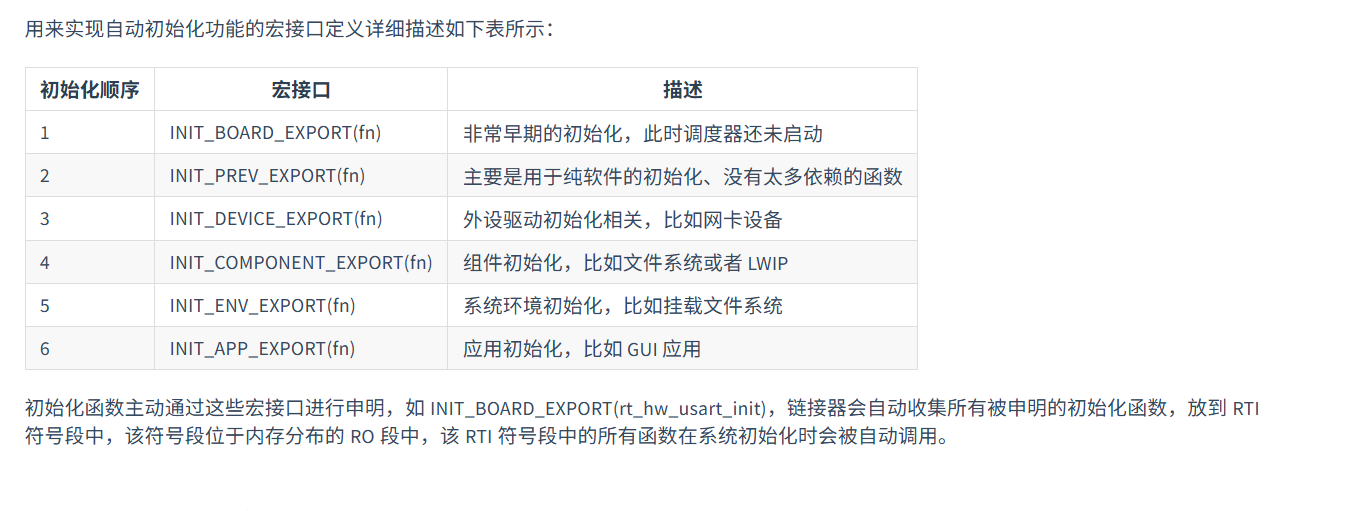 用来实现自动初始化功能的宏接口定义详细描述如下表所示：
初始化顺序 宏接口 描述
1 INIT_BOARD_EXPORT(fn) 非常早期的初始化，此时调度器还未启动
2 INIT_PREV_EXPORT(fn) 主要是用于纯软件的初始化、没有太多依赖的函数
3 INIT_DEVICE_EXPORT(fn) 外设驱动初始化相关，比如网卡设备
4 INIT_COMPONENT_EXPORT(fn) 组件初始化，比如文件系统或者 LWIP
5 INIT_ENV_EXPORT(fn) 系统环境初始化，比如挂载文件系统
6 INIT_APP_EXPORT(fn) 应用初始化，比如 GUI 应用
初始化函数主动通过这些宏接口进行申明，如 INIT_BOARD_EXPORT(rt_hw_usart_init)，链接器会自动收集所有被申明的初始化函数，放到 RTI
符号段中，该符号段位于内存分布的 RO 段中，该 RTI 符号段中的所有函数在系统初始化时会被自动调用。